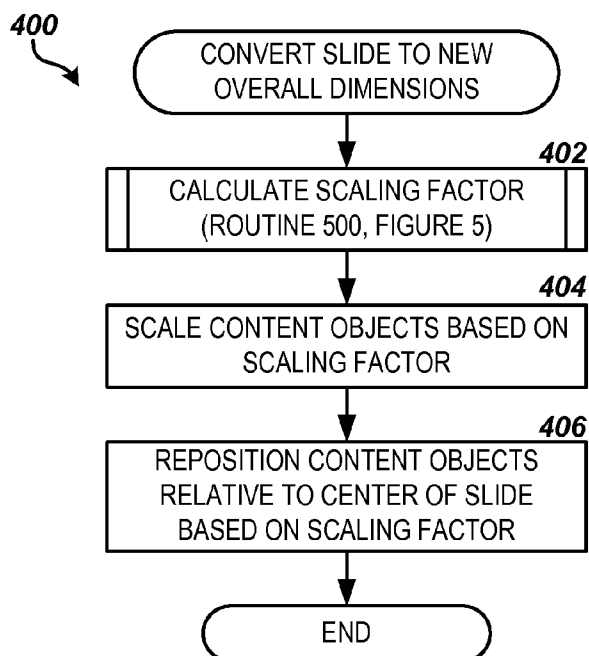 400
CONVERT SLIDE TO NEW
OVERALL DIMENSIONS
402
CALCULATE SCALING FACTOR
(ROUTINE 500, FIGURE 5)
404
SCALE CONTENT OBJECTS BASED ON
SCALING FACTOR
406
REPOSITION CONTENT OBJECTS
RELATIVE TO CENTER OF SLIDE
BASED ON SCALING FACTOR
END